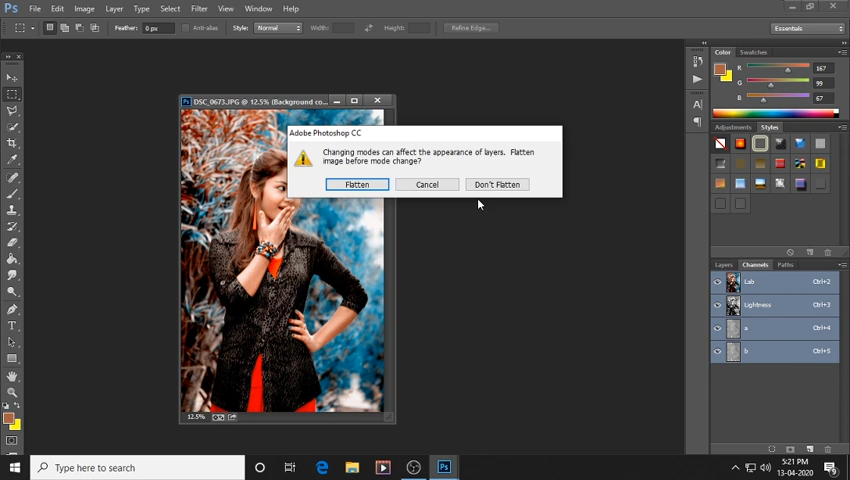 Ps File Edit Image Layer Type Select Filter View Window Help
Feather: 0 px Anti-alias Style: Normal Width: Height: Refine Edge... Essentials
Ps DSC_0673.JPG @ 12.5% (Background co...
Adobe Photoshop CC
Changing modes can affect the appearance of layers. Flatten
image before mode change?
Flatten Cancel Don't Flatten
12.5%
Color Swatches
R 167
G 99
B 67
Adjustments Styles
Layers Channels Paths
Lab Ctrl+2
Lightness Ctrl+3
a Ctrl+4
b Ctrl+5
Type here to search
Ps
5:21 PM
13-04-2020